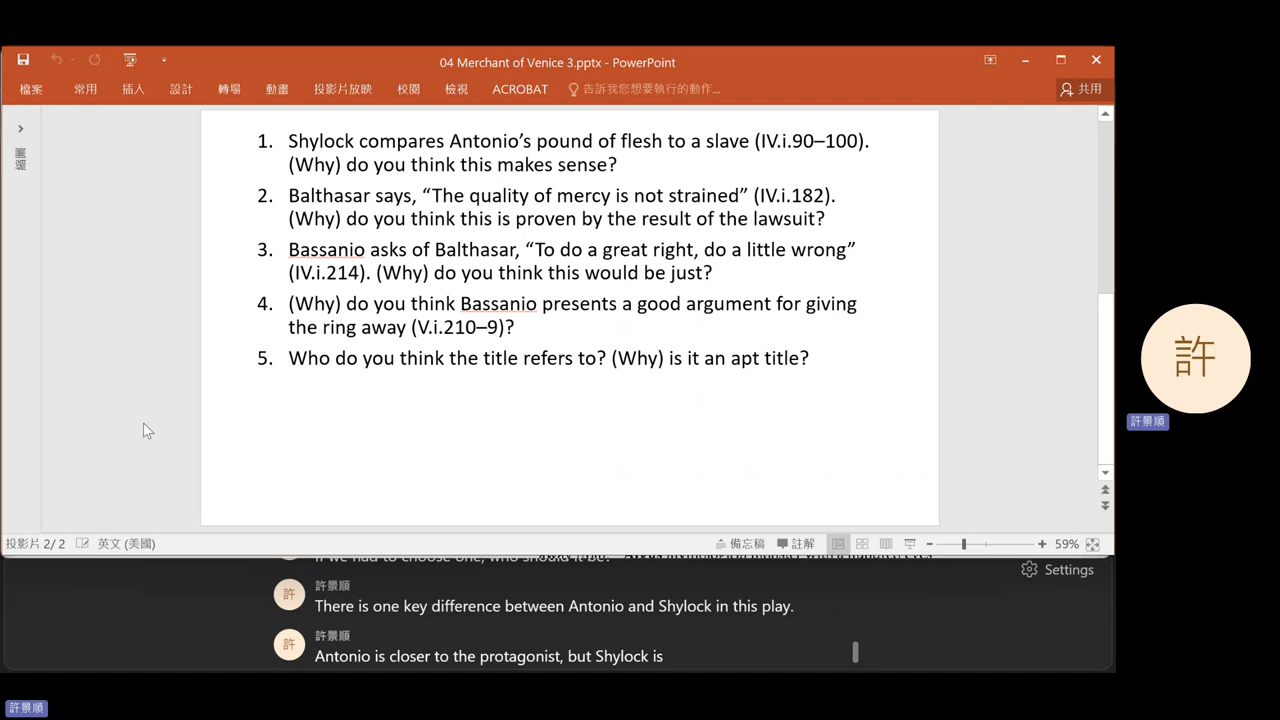 04 Merchant of Venice 3.pptx - PowerPoint
檔案 常用 插入 設計 轉場 動畫 投影片放映 校閱 檢視 ACROBAT 告訴我您想要執行的動作... 共用
1. Shylock compares Antonio’s pound of flesh to a slave (IV.i.90–100).
(Why) do you think this makes sense?
2. Balthasar says, “The quality of mercy is not strained” (IV.i.182).
(Why) do you think this is proven by the result of the lawsuit?
3. Bassanio asks of Balthasar, “To do a great right, do a little wrong”
(IV.i.214). (Why) do you think this would be just?
4. (Why) do you think Bassanio presents a good argument for giving
the ring away (V.i.210–9)?
5. Who do you think the title refers to? (Why) is it an apt title?
許
許景順
投影片 2/2 英文 (美國) 備忘稿 註解 59%
Settings
許 許景順
There is one key difference between Antonio and Shylock in this play.
許 許景順
Antonio is closer to the protagonist, but Shylock is
許景順